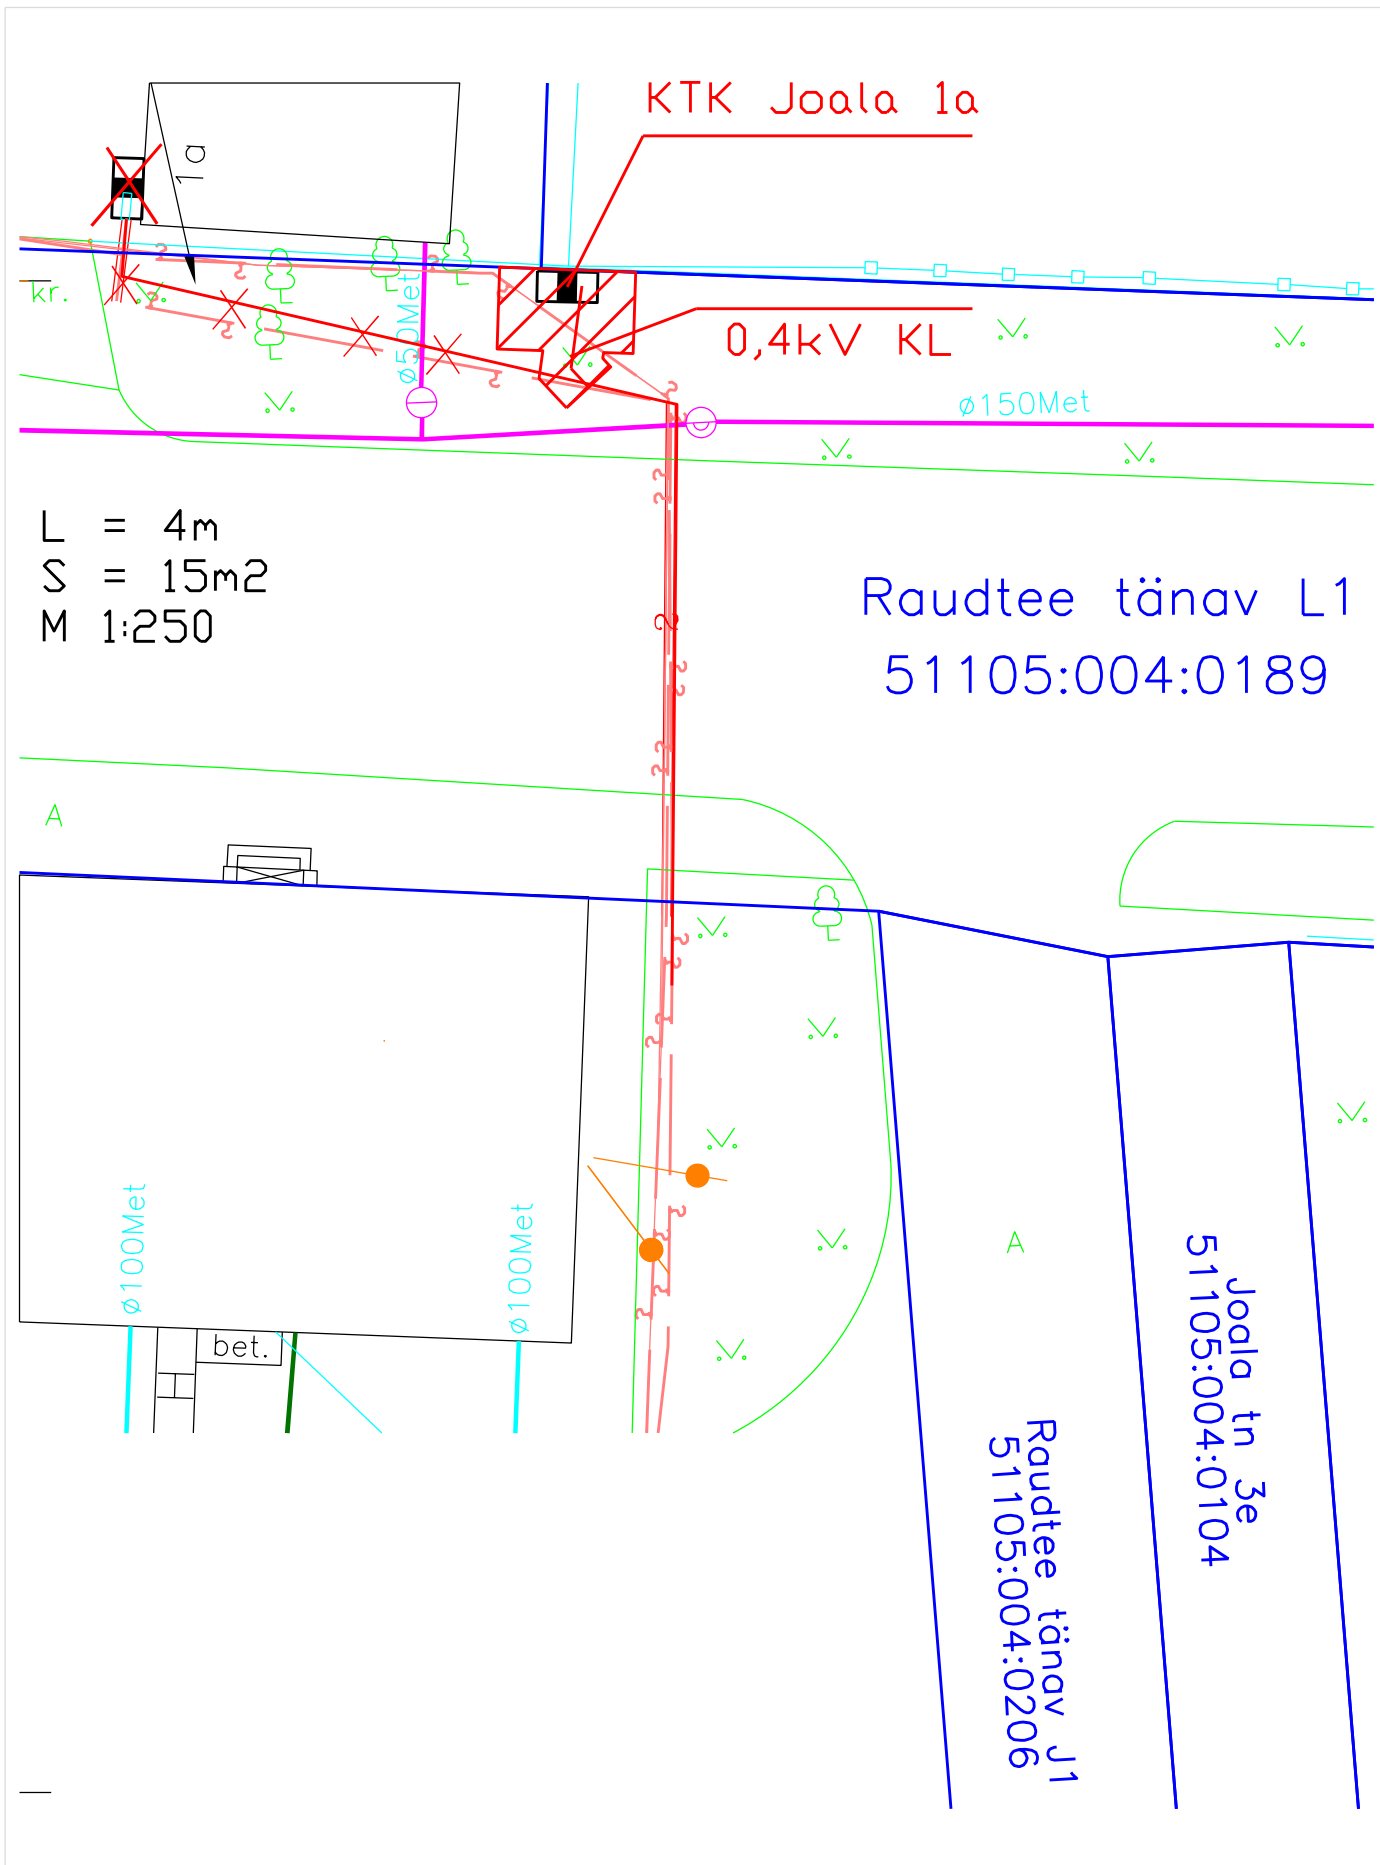 KTK Joala 1a
1a
kr.
ø50Met
0,4kV KL
ø150Met
L = 4m
S = 15m2
M 1:250
Raudtee tänav L1
51105:004:0189
2
A
ø100Met
ø100Met
bet.
A
Joala tn 3e
51105:004:0104
Raudtee tänav J1
51105:004:0206